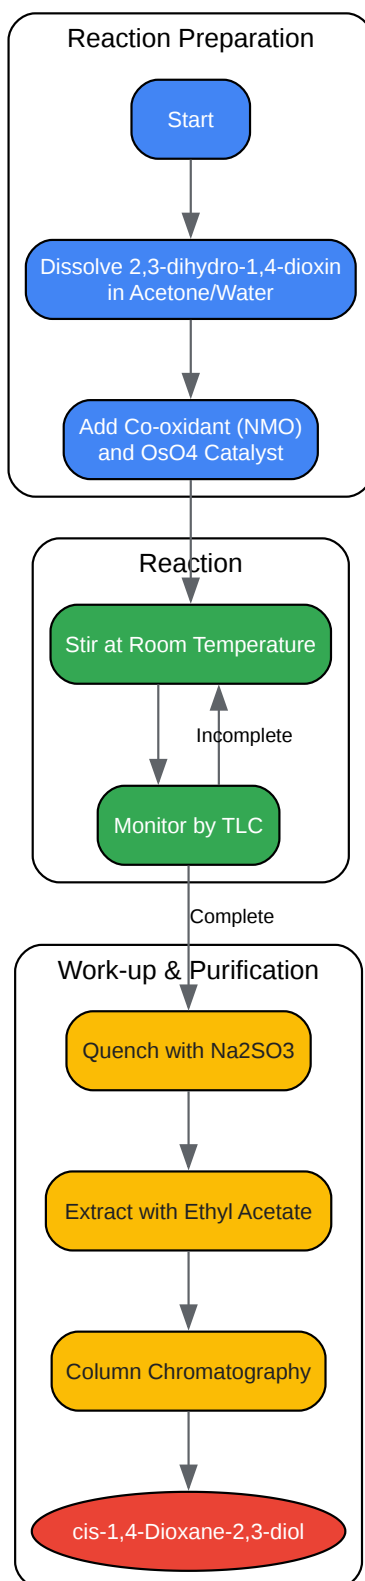 Reaction Preparation
Start
Dissolve 2,3-dihydro-1,4-dioxin
in Acetone/Water
Add Co-oxidant (NMO)
and OsO4 Catalyst
Reaction
Stir at Room Temperature
Incomplete
Monitor by TLC
Complete
Work-up & Purification
Quench with Na2SO3
Extract with Ethyl Acetate
Column Chromatography
cis-1,4-Dioxane-2,3-diol